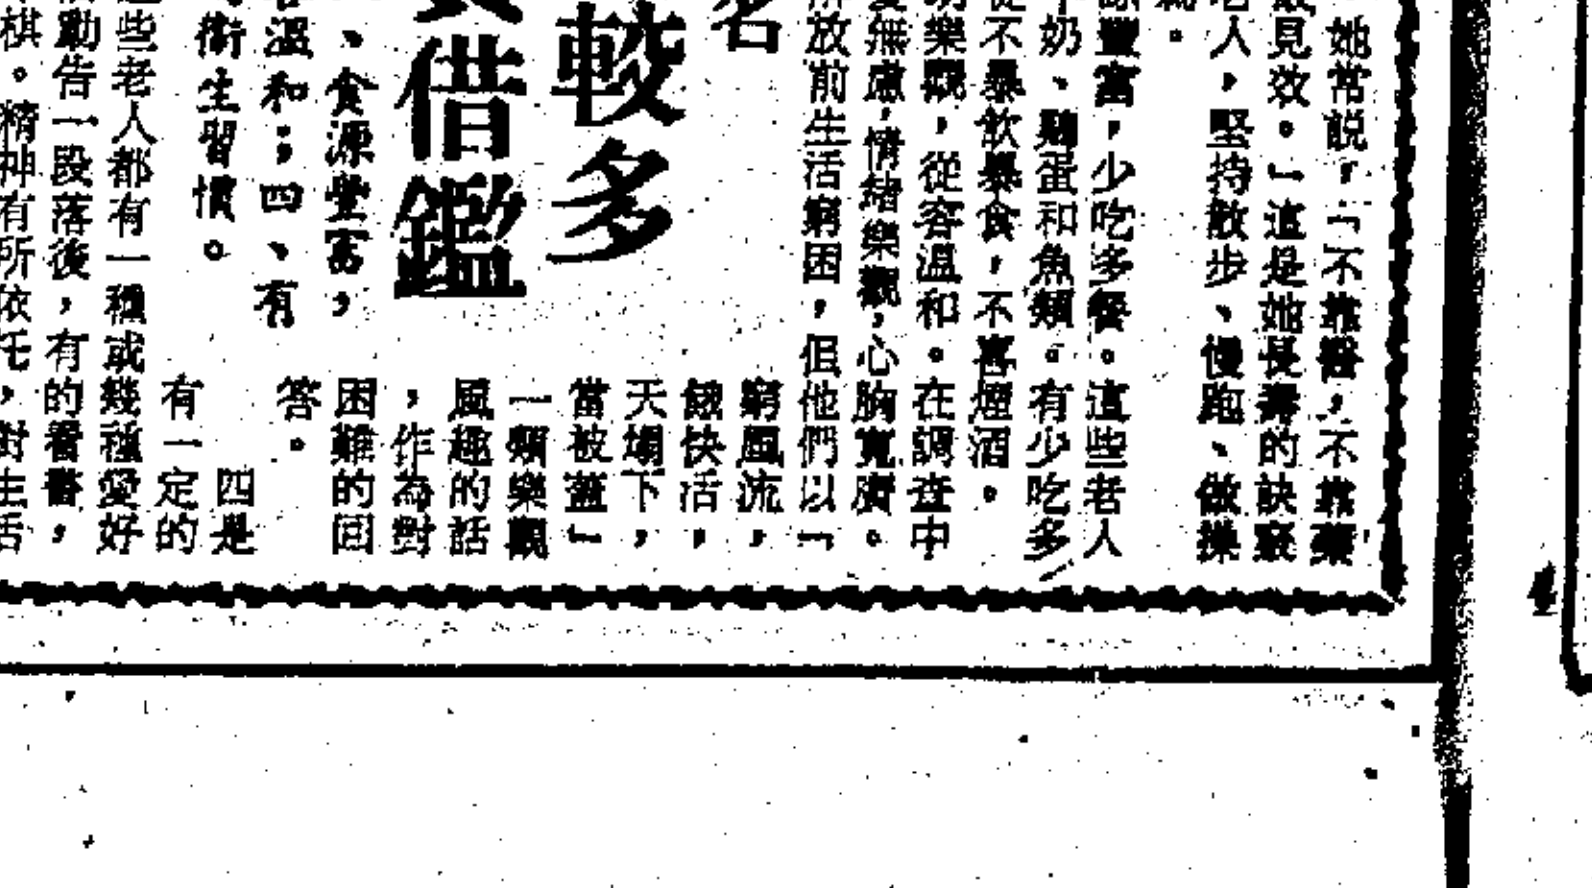 她常說，「不靠醫，不靠藥
最見效。」這是她長壽的訣竅
老人，堅持散步、慢跑、做操
。
豐富，少吃多餐。這些老人
奶、雞蛋和魚類。有少吃多
從不暴飲暴食，不喜煙酒。
樂觀，從容溫和。在調查中
無慮，情緒樂觀，心胸寬廣。
放前生活窮困，但他們以「
窮風流，
餓快活，
天塌下，
當被蓋」
一類樂觀
風趣的話
，作為對
困難的回
答。
名
較多
借鑑
、食源豐富，
溫和；四、有
衛生習慣。
四是
有一定的
些老人都有一種或幾種愛好
勤告一段落後，有的看書，
棋。精神有所依托，對生活